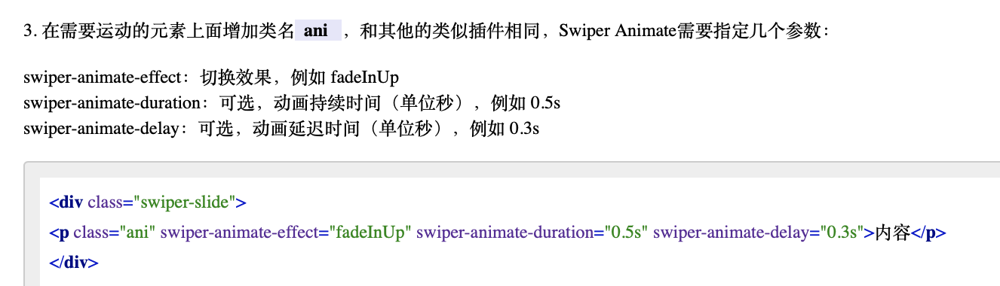 3. 在需要运动的元素上面增加类名 ani ，和其他的类似插件相同，Swiper Animate需要指定几个参数：
swiper-animate-effect：切换效果，例如 fadeInUp
swiper-animate-duration：可选，动画持续时间（单位秒），例如 0.5s
swiper-animate-delay：可选，动画延迟时间（单位秒），例如 0.3s
<div class="swiper-slide">
<p class="ani" swiper-animate-effect="fadeInUp" swiper-animate-duration="0.5s" swiper-animate-delay="0.3s">内容</p>
</div>